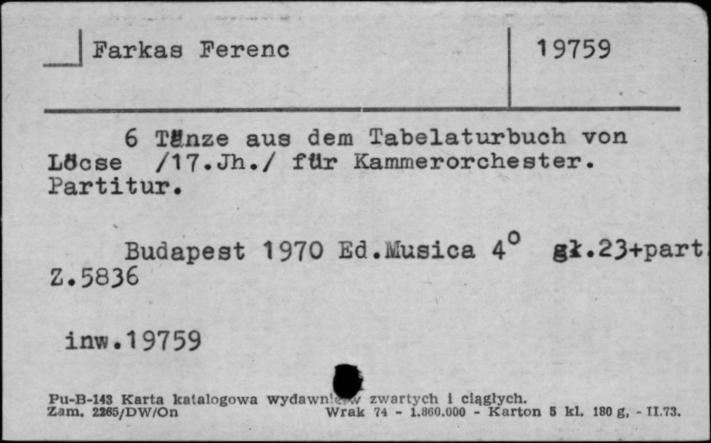 Farkas Ferenc 19759
6 Tänze aus dem Tabelaturbuch von
Löcse /17.Jh./ für Kammerorchester.
Partitur.
Budapest 1970 Ed.Musica 4° gł.23+part.
Z.5836
inw.19759
Pu-B-143 Karta katalogowa wydawnictw zwartych i ciągłych.
Zam. 2265/DW/On Wrak 74 - 1.860.000 - Karton 5 kl. 180 g, - II.73.